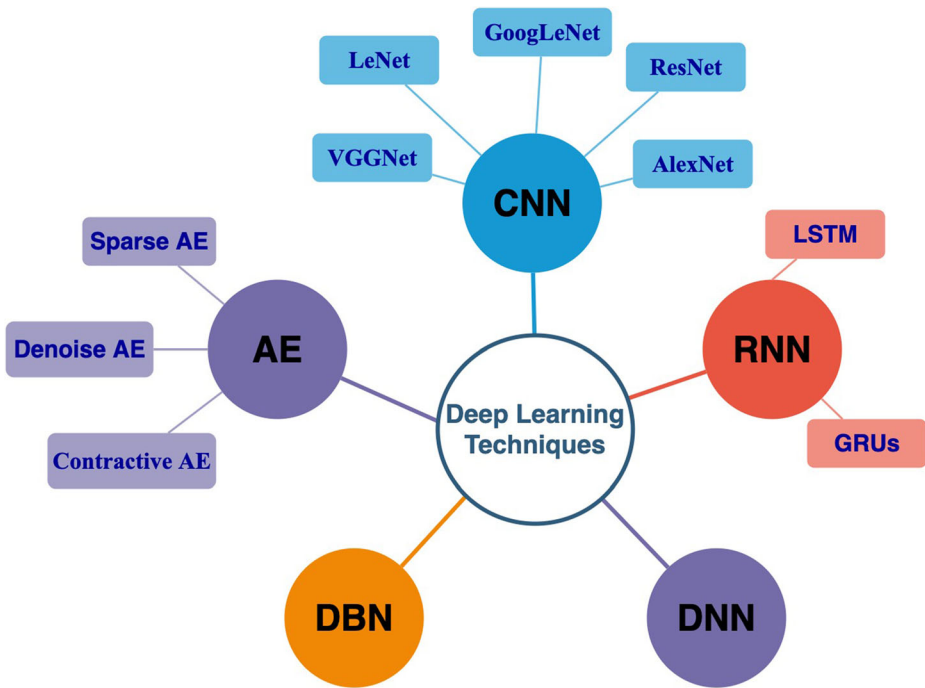 GoogLeNet
LeNet
ResNet
VGGNet
AlexNet
CNN
Sparse AE
LSTM
Denoise AE
AE
RNN
Deep Learning
Techniques
Contractive AE
GRUs
DBN
DNN